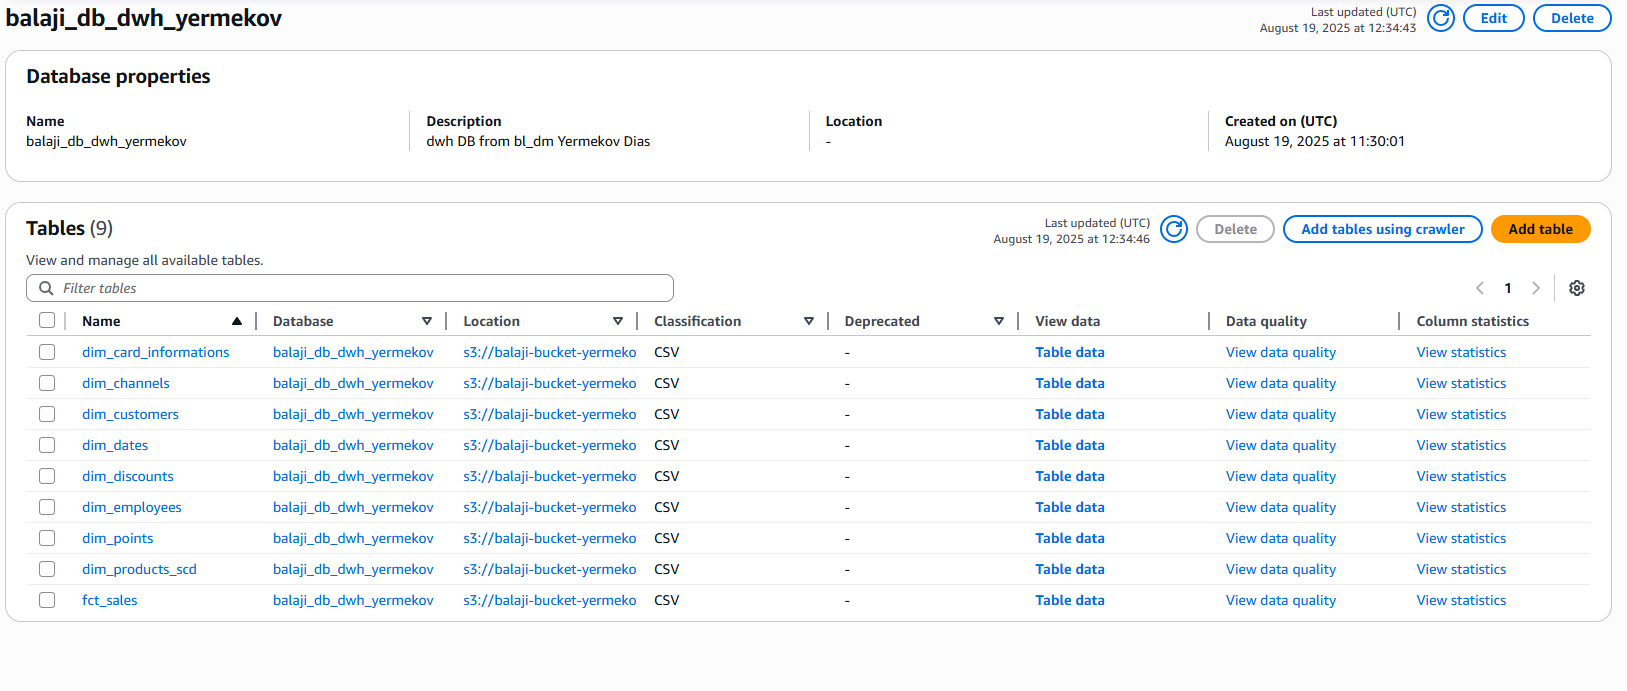 balaji_db_dwh_yermekov
Last updated (UTC)
August 19, 2025 at 12:34:43
Edit
Delete
Database properties
Name
balaji_db_dwh_yermekov
Description
dwh DB from bl_dm Yermekov Dias
Location
-
Created on (UTC)
August 19, 2025 at 11:30:01
Tables (9)
Last updated (UTC)
August 19, 2025 at 12:34:46
Delete
Add tables using crawler
Add table
View and manage all available tables.
Filter tables
1
Name Database Location Classification Deprecated View data Data quality Column statistics
dim_card_informations balaji_db_dwh_yermekov s3://balaji-bucket-yermeko CSV - Table data View data quality View statistics
dim_channels balaji_db_dwh_yermekov s3://balaji-bucket-yermeko CSV - Table data View data quality View statistics
dim_customers balaji_db_dwh_yermekov s3://balaji-bucket-yermeko CSV - Table data View data quality View statistics
dim_dates balaji_db_dwh_yermekov s3://balaji-bucket-yermeko CSV - Table data View data quality View statistics
dim_discounts balaji_db_dwh_yermekov s3://balaji-bucket-yermeko CSV - Table data View data quality View statistics
dim_employees balaji_db_dwh_yermekov s3://balaji-bucket-yermeko CSV - Table data View data quality View statistics
dim_points balaji_db_dwh_yermekov s3://balaji-bucket-yermeko CSV - Table data View data quality View statistics
dim_products_scd balaji_db_dwh_yermekov s3://balaji-bucket-yermeko CSV - Table data View data quality View statistics
fct_sales balaji_db_dwh_yermekov s3://balaji-bucket-yermeko CSV - Table data View data quality View statistics